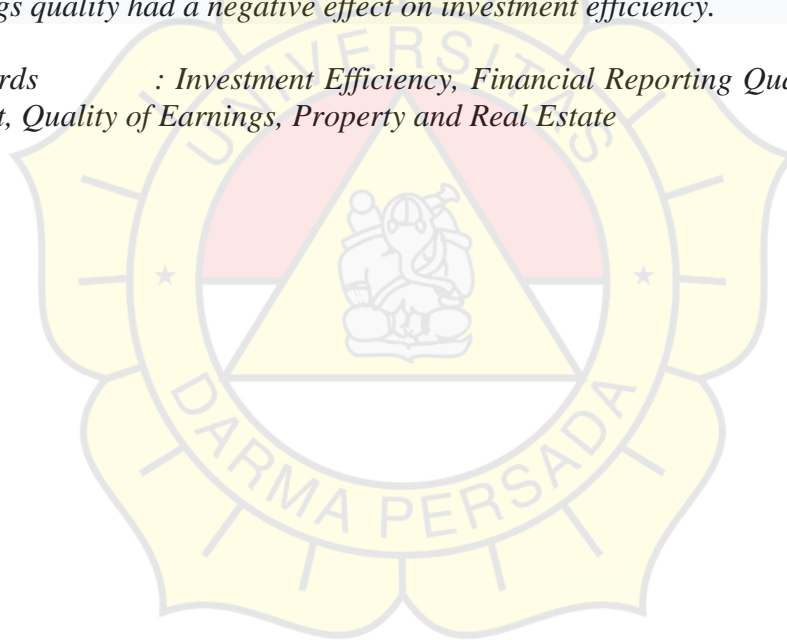 gs quality had a negative effect on investment efficiency.
rds : Investment Efficiency, Financial Reporting Qua
t, Quality of Earnings, Property and Real Estate
UNIVERSITAS
DARMA PERSADA